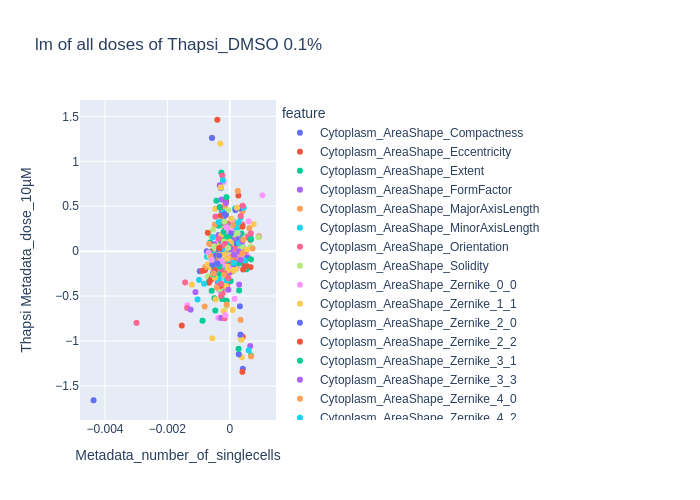 lm of all doses of Thapsi_DMSO 0.1%
feature
Cytoplasm_AreaShape_Compactness
Cytoplasm_AreaShape_Eccentricity
Cytoplasm_AreaShape_Extent
Cytoplasm_AreaShape_FormFactor
Cytoplasm_AreaShape_MajorAxisLength
Cytoplasm_AreaShape_MinorAxisLength
Cytoplasm_AreaShape_Orientation
Cytoplasm_AreaShape_Solidity
Cytoplasm_AreaShape_Zernike_0_0
Cytoplasm_AreaShape_Zernike_1_1
Cytoplasm_AreaShape_Zernike_2_0
Cytoplasm_AreaShape_Zernike_2_2
Cytoplasm_AreaShape_Zernike_3_1
Cytoplasm_AreaShape_Zernike_3_3
Cytoplasm_AreaShape_Zernike_4_0
Cytoplasm_AreaShape_Zernike_4_2
1.5
1
0.5
0
−0.5
−1
−1.5
Thapsi Metadata_dose_10μM
−0.004
−0.002
0
Metadata_number_of_singlecells